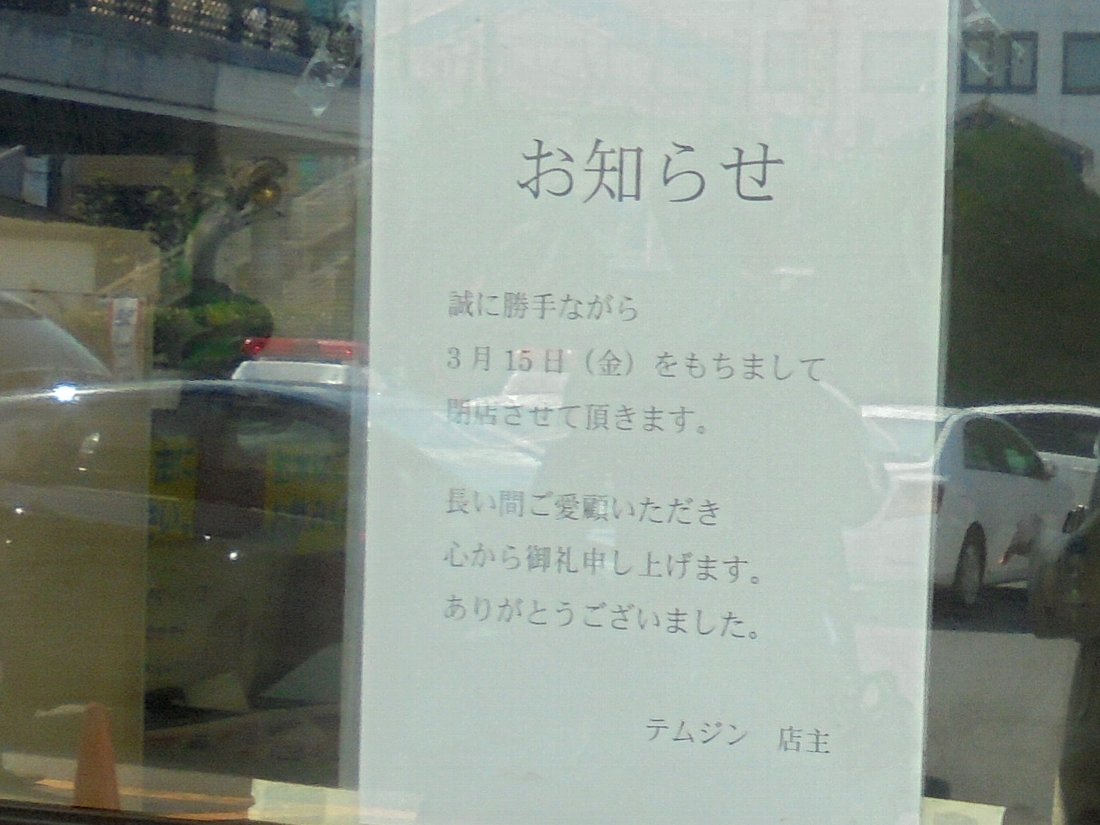 お知らせ
誠に勝手ながら
3月15日（金）をもちまして
閉店させて頂きます。
長い間ご愛顧いただき
心から御礼申し上げます。
ありがとうございました。
テムジン　店主